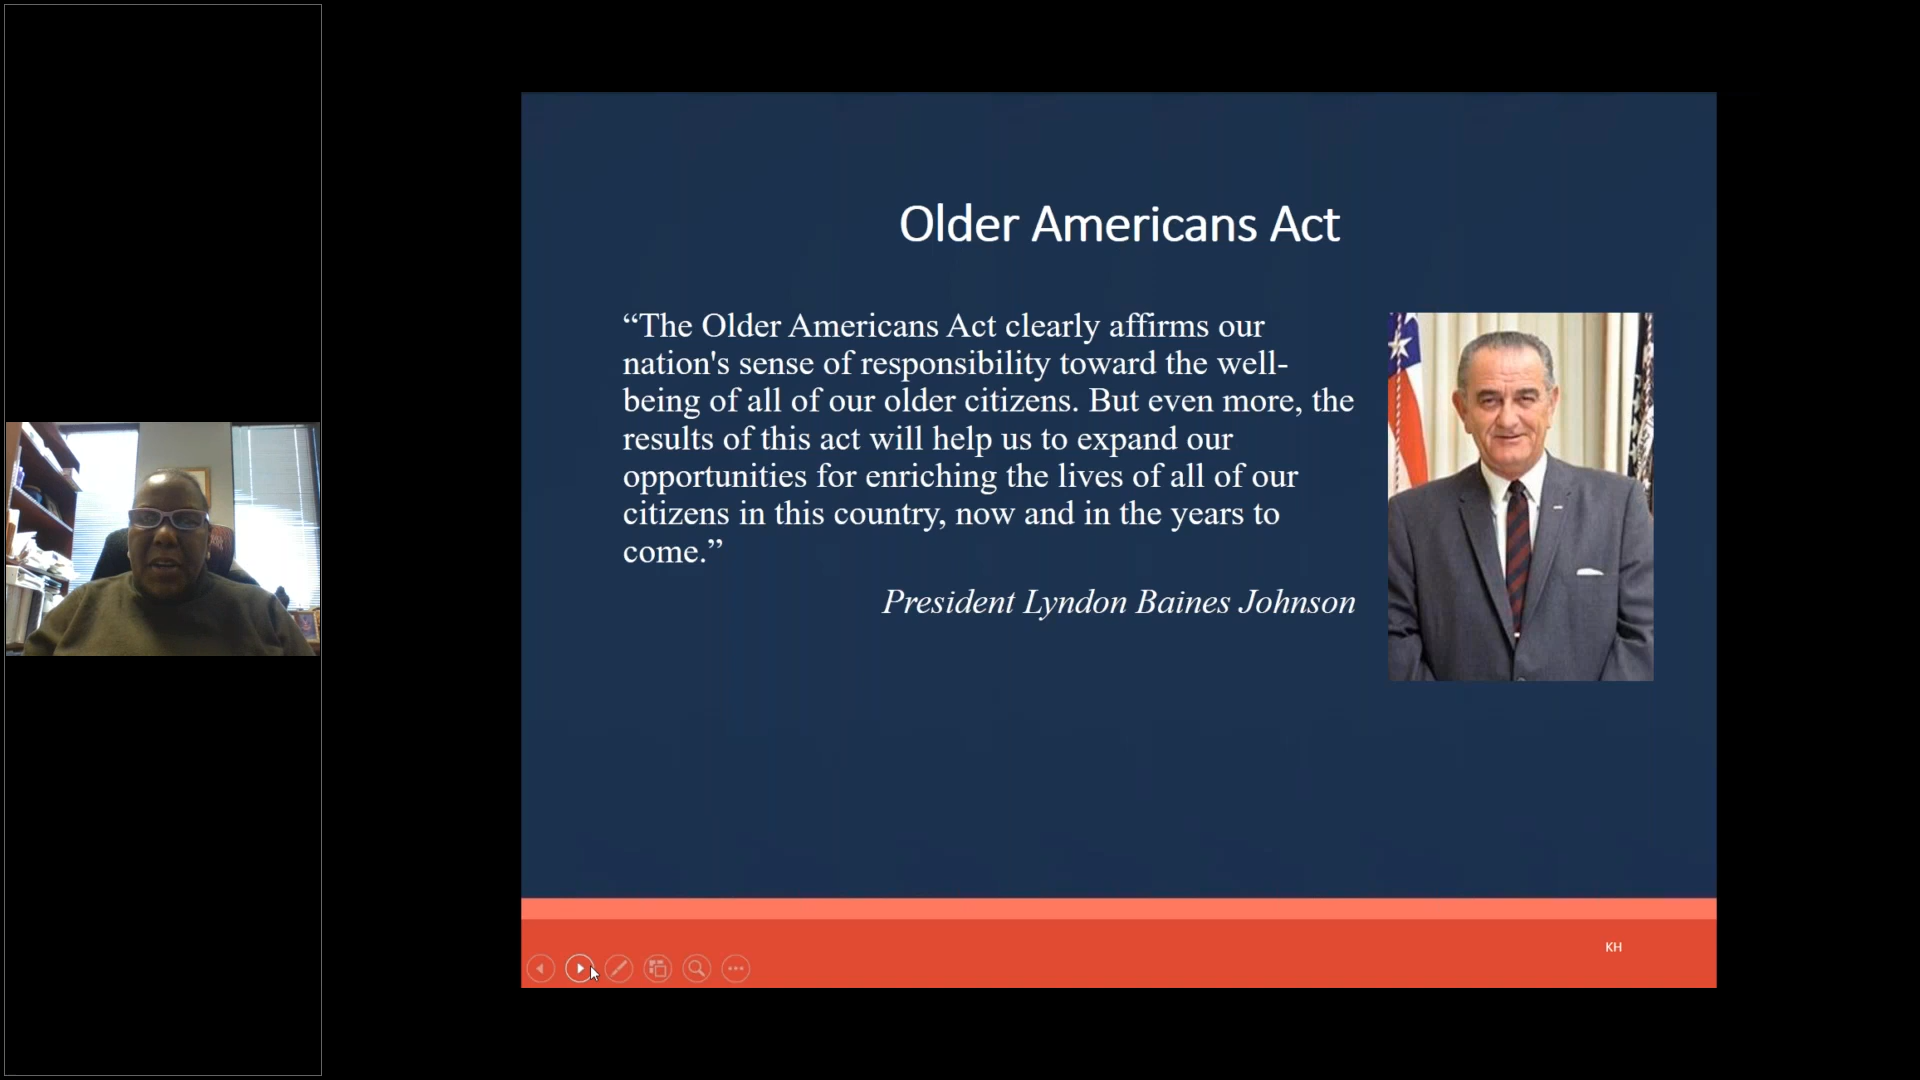 Older Americans Act
“The Older Americans Act clearly affirms our
nation's sense of responsibility toward the well-
being of all of our older citizens. But even more, the
results of this act will help us to expand our
opportunities for enriching the lives of all of our
citizens in this country, now and in the years to
come.”
President Lyndon Baines Johnson
KH